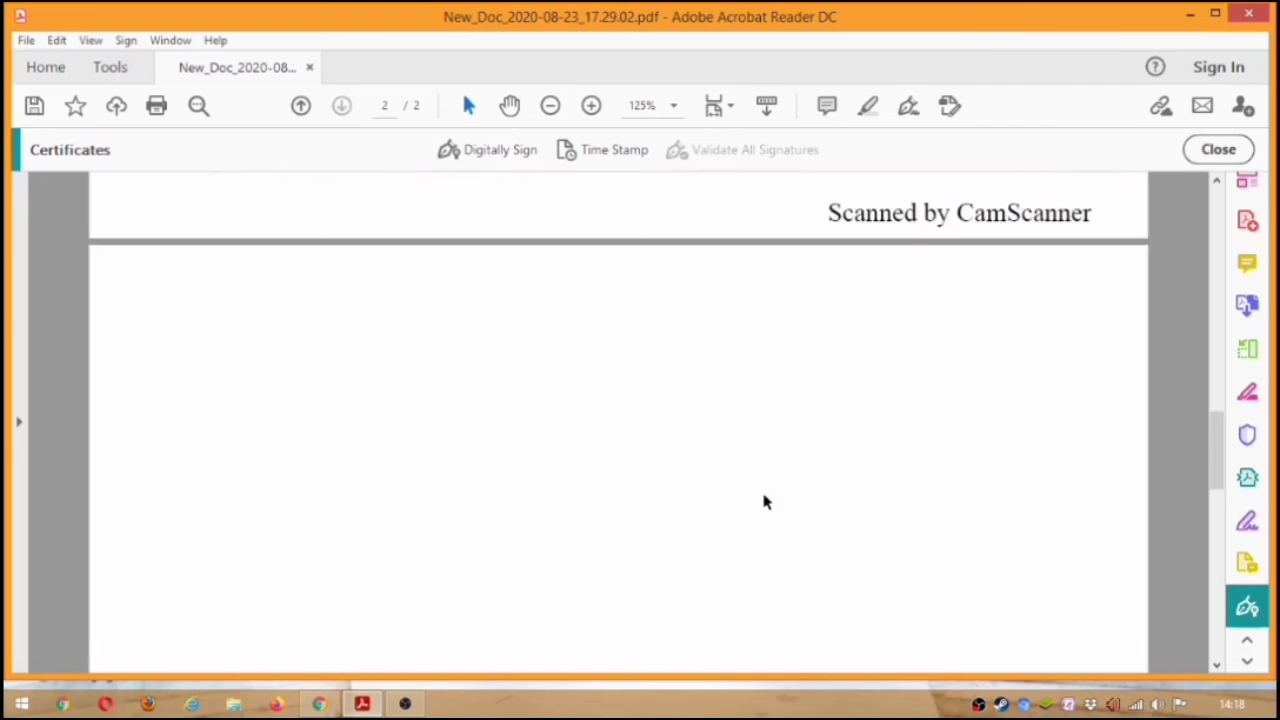 New_Doc_2020-08-23_17.29.02.pdf - Adobe Acrobat Reader DC
File Edit View Sign Window Help
Home Tools New_Doc_2020-08... × Sign In
2 / 2 125%
Certificates Digitally Sign Time Stamp Validate All Signatures Close
Scanned by CamScanner
14:18